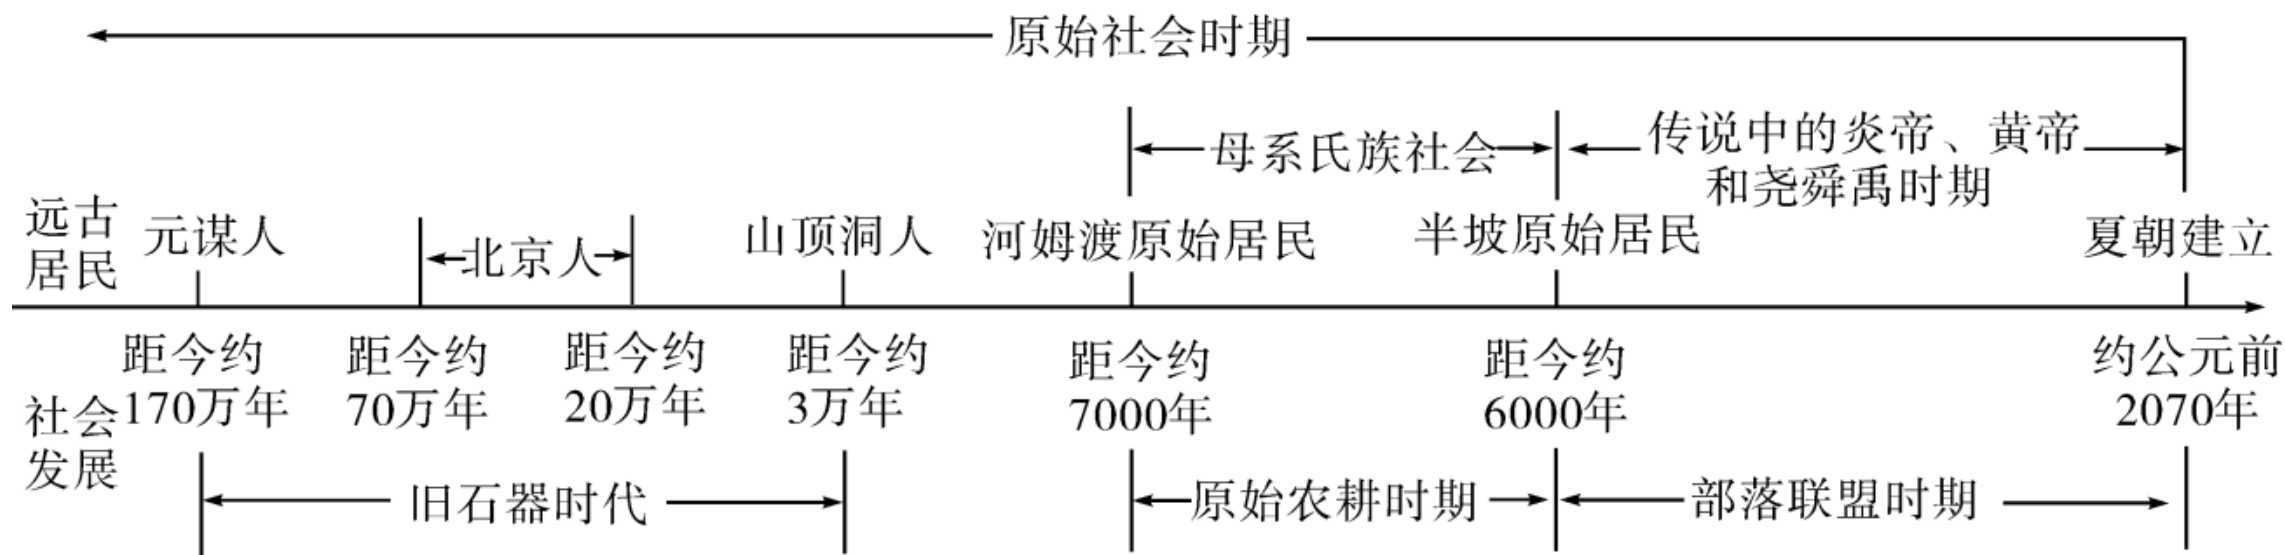 原始社会时期
母系氏族社会
传说中的炎帝、黄帝
和尧舜禹时期
远古
居民
元谋人
北京人
山顶洞人
河姆渡原始居民
半坡原始居民
夏朝建立
距今约
170万年
距今约
70万年
距今约
20万年
距今约
3万年
距今约
7000年
距今约
6000年
约公元前
2070年
社会
发展
旧石器时代
原始农耕时期
部落联盟时期